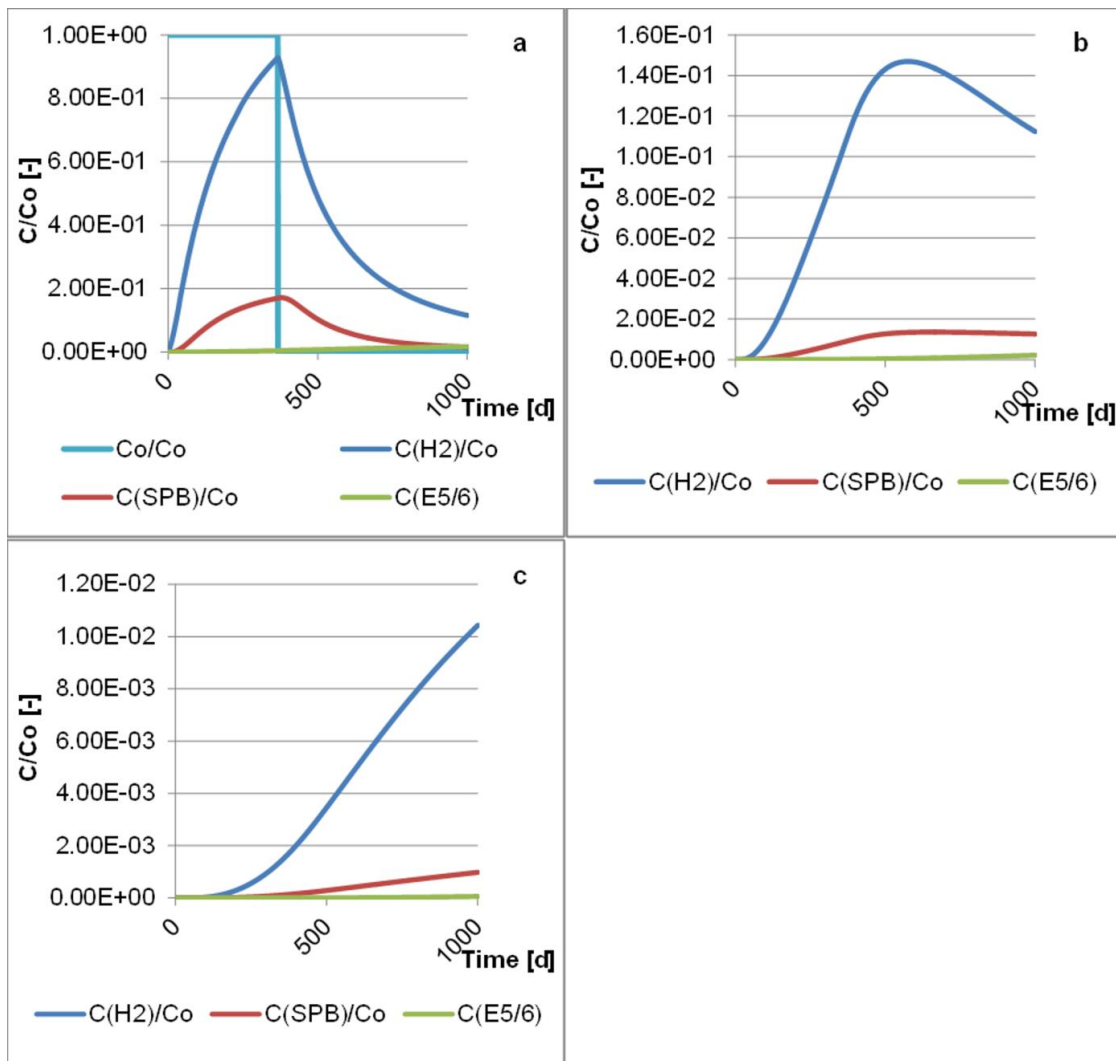 a
1.00E+00
8.00E-01
6.00E-01
4.00E-01
2.00E-01
0.00E+00
C/Co [-]
0
500
1000
Time [d]
Co/Co
C(H2)/Co
C(SPB)/Co
C(E5/6)
b
1.60E-01
1.40E-01
1.20E-01
1.00E-01
8.00E-02
6.00E-02
4.00E-02
2.00E-02
0.00E+00
C/Co [-]
0
500
1000
Time [d]
C(H2)/Co
C(SPB)/Co
C(E5/6)
c
1.20E-02
1.00E-02
8.00E-03
6.00E-03
4.00E-03
2.00E-03
0.00E+00
C/Co [-]
0
500
1000
Time [d]
C(H2)/Co
C(SPB)/Co
C(E5/6)